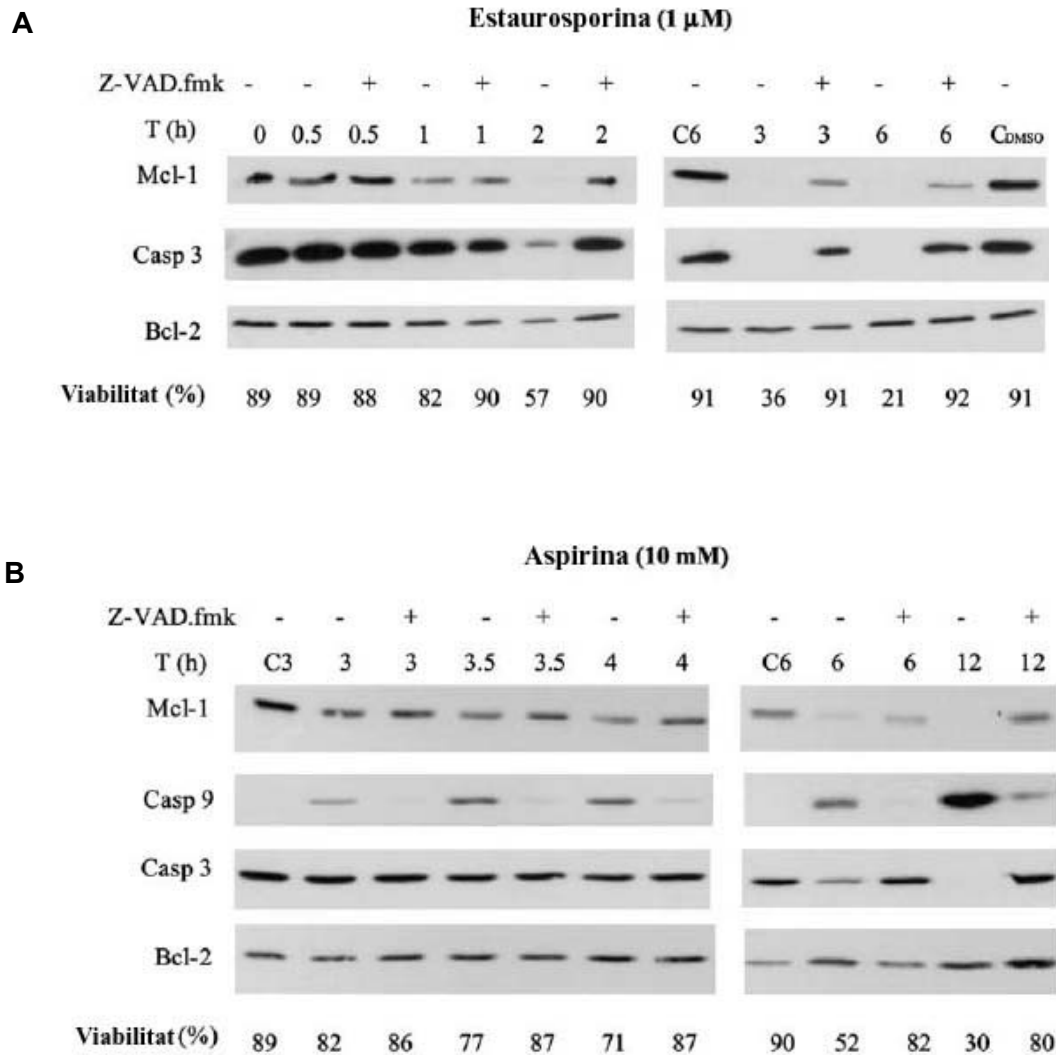 A
Estaurosporina (1 µM)
Z-VAD.fmk - - + - + - + - - + - + -
T (h) 0 0.5 0.5 1 1 2 2 C6 3 3 6 6 CDMSO
Mcl-1
Casp 3
Bcl-2
Viabilitat (%) 89 89 88 82 90 57 90 91 36 91 21 92 91
B
Aspirina (10 mM)
Z-VAD.fmk - - + - + - + - - + - +
T (h) C3 3 3 3.5 3.5 4 4 C6 6 6 12 12
Mcl-1
Casp 9
Casp 3
Bcl-2
Viabilitat (%) 89 82 86 77 87 71 87 90 52 82 30 80